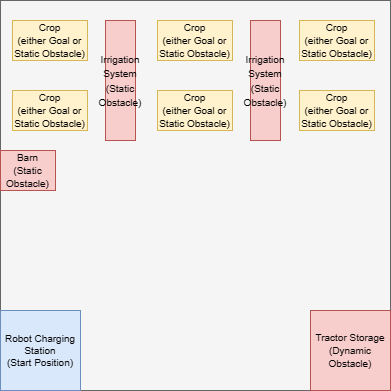 Crop
(either Goal or
Static Obstacle)
Irrigation
System
(Static
Obstacle)
Crop
(either Goal or
Static Obstacle)
Irrigation
System
(Static
Obstacle)
Crop
(either Goal or
Static Obstacle)
Crop
(either Goal or
Static Obstacle)
Crop
(either Goal or
Static Obstacle)
Crop
(either Goal or
Static Obstacle)
Barn
(Static
Obstacle)
Robot Charging
Station
(Start Position)
Tractor Storage
(Dynamic
Obstacle)